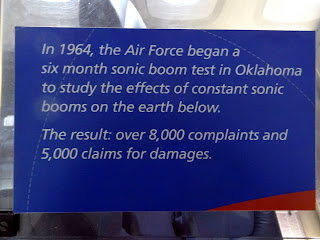 In 1964, the Air Force began a
six month sonic boom test in Oklahoma
to study the effects of constant sonic
booms on the earth below.
The result: over 8,000 complaints and
5,000 claims for damages.